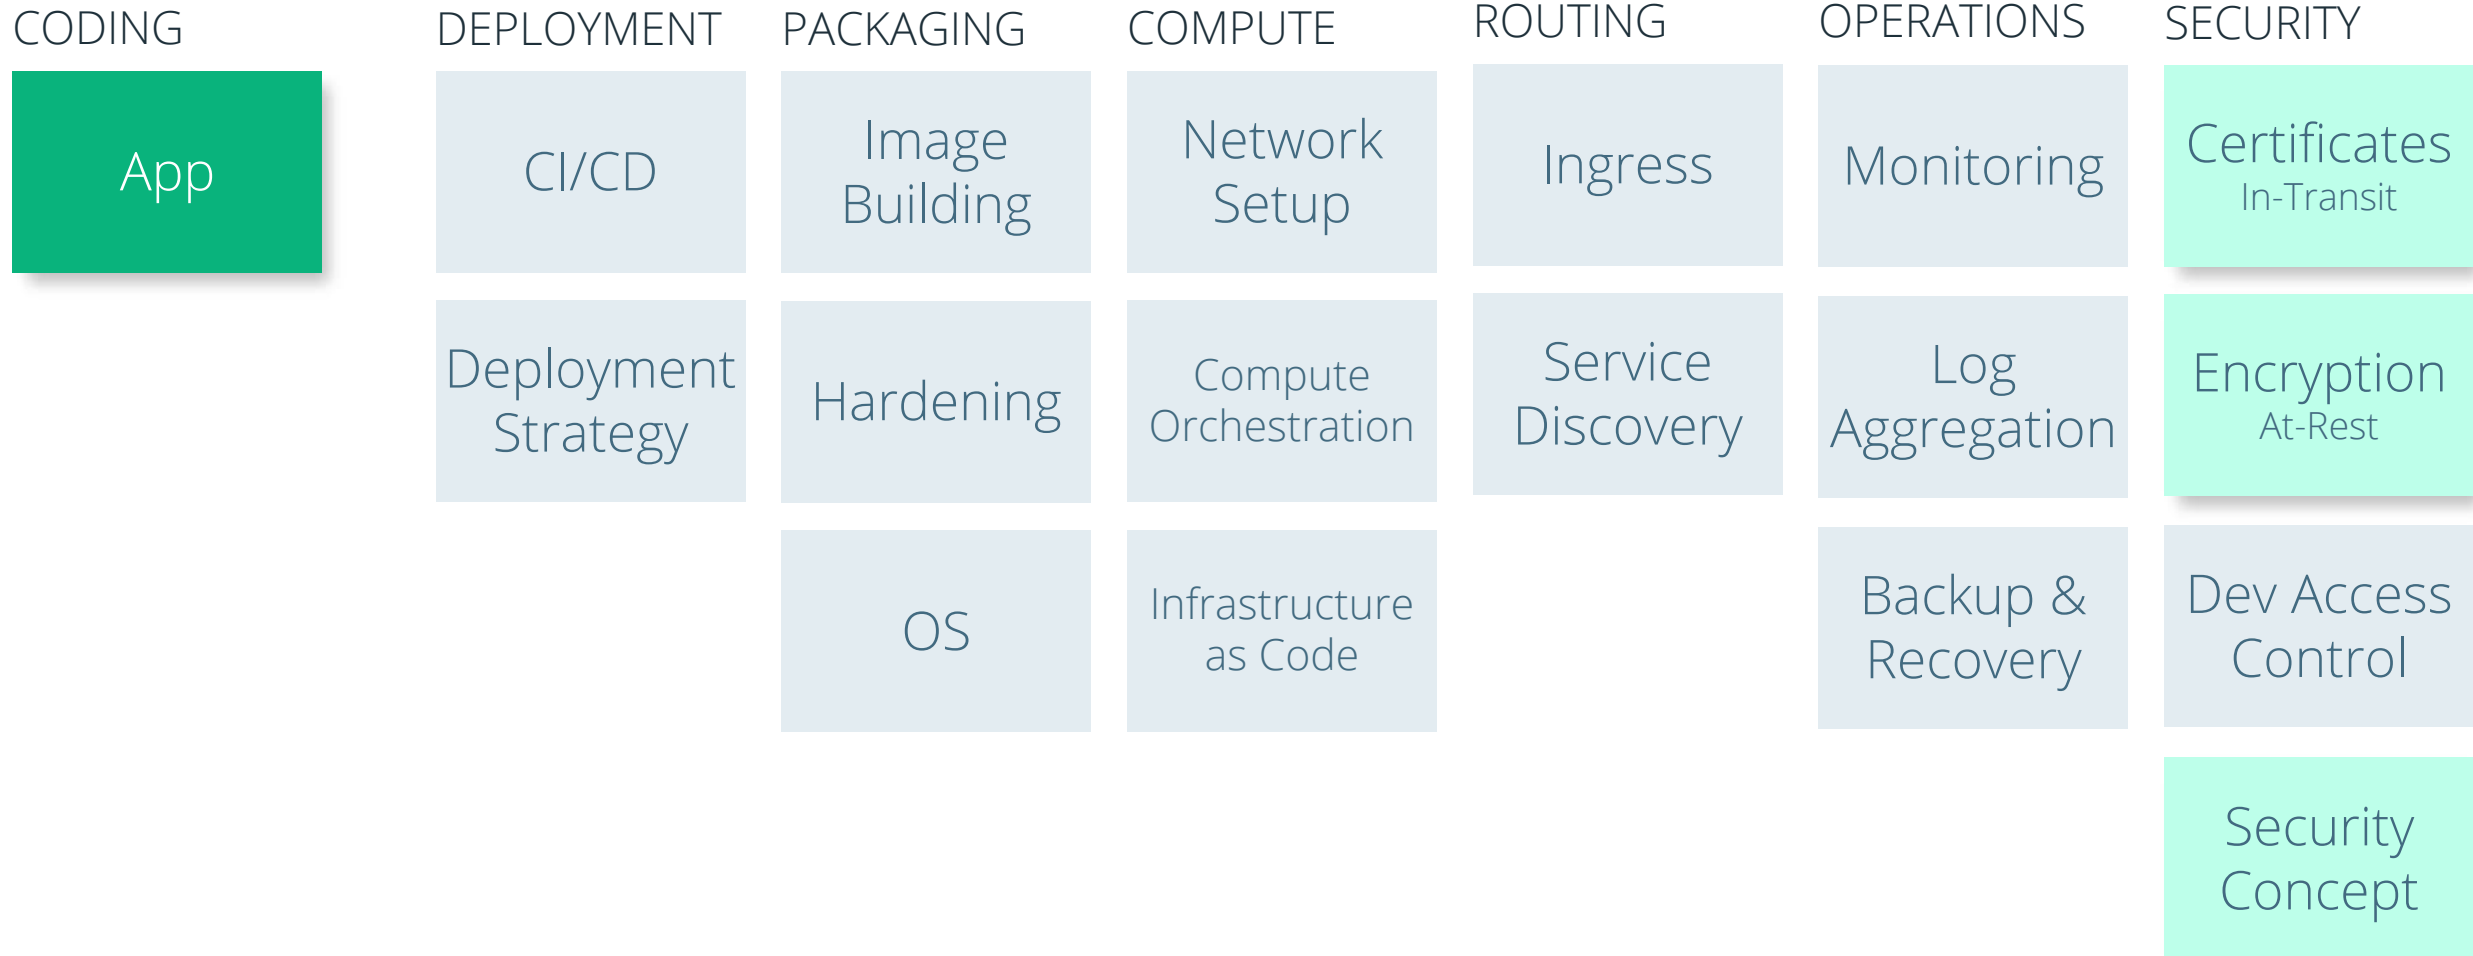 CODING
App
DEPLOYMENT
CI/CD
Deployment
Strategy
PACKAGING
Image
Building
Hardening
OS
COMPUTE
Network
Setup
Compute
Orchestration
Infrastructure
as Code
ROUTING
Ingress
Service
Discovery
OPERATIONS
Monitoring
Log
Aggregation
Backup &
Recovery
SECURITY
Certificates
In-Transit
Encryption
At-Rest
Dev Access
Control
Security
Concept